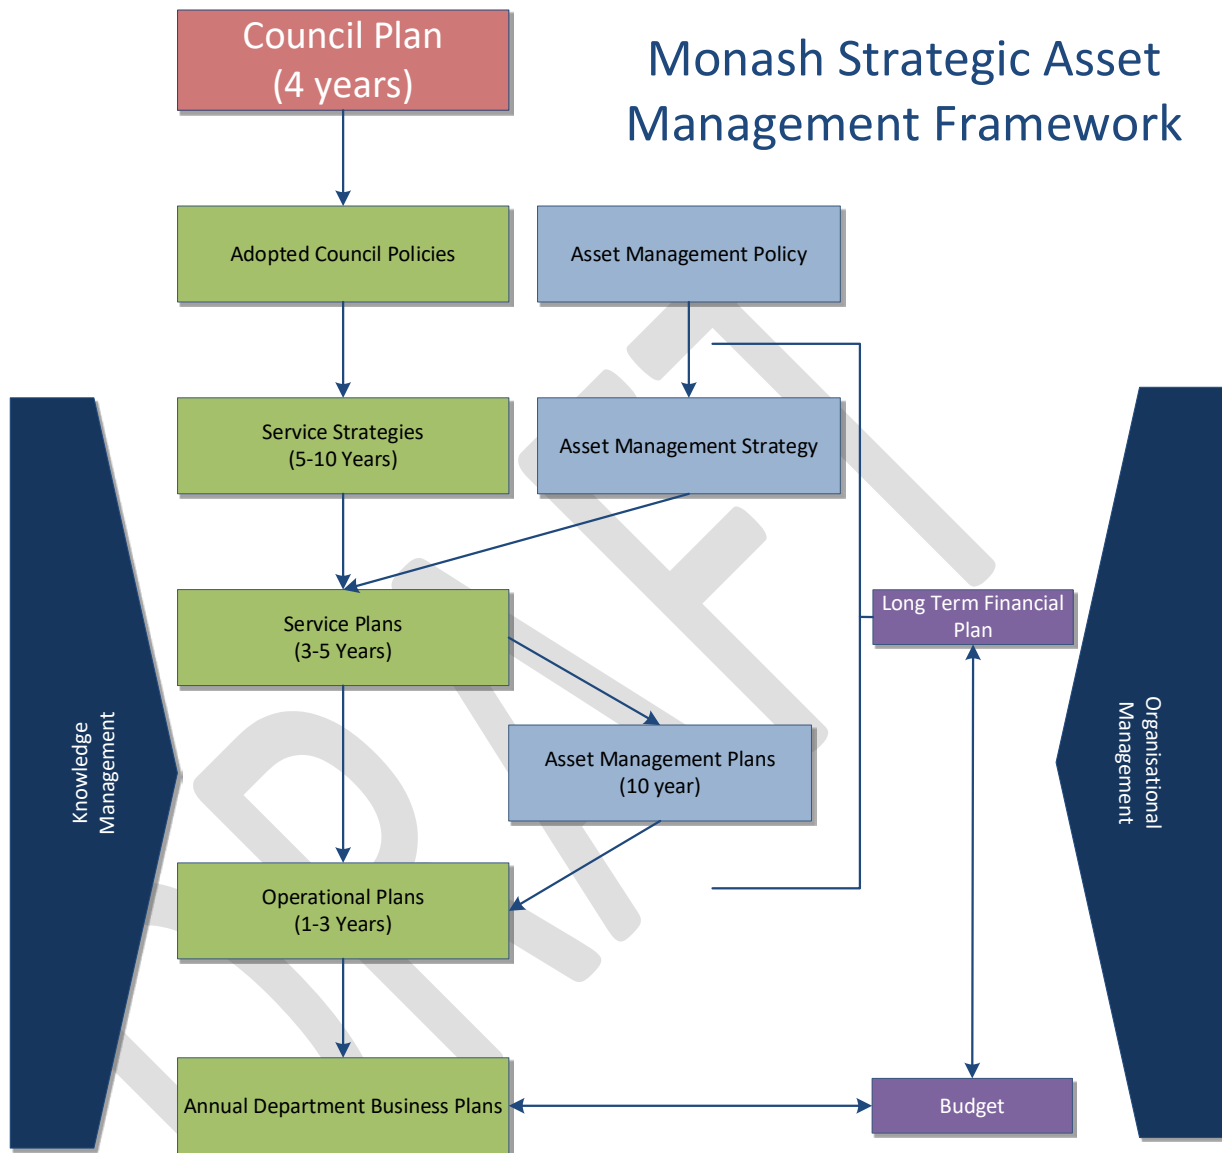 Council Plan
(4 years)
Monash Strategic Asset
Management Framework
Adopted Council Policies
Asset Management Policy
Service Strategies
(5-10 Years)
Asset Management Strategy
Service Plans
(3-5 Years)
Long Term Financial
Plan
Knowledge
Management
Organisational
Management
Asset Management Plans
(10 year)
Operational Plans
(1-3 Years)
Annual Department Business Plans
Budget
DRAFT